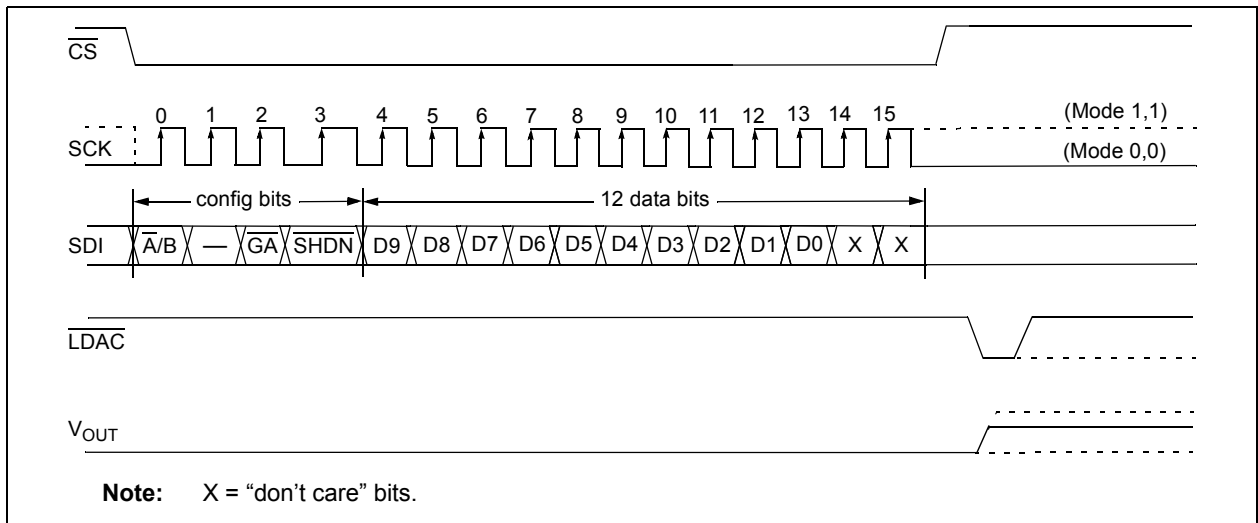 CS
0 1 2 3 4 5 6 7 8 9 10 11 12 13 14 15 (Mode 1,1)
SCK (Mode 0,0)
config bits 12 data bits
SDI A/B — GA SHDN D9 D8 D7 D6 D5 D4 D3 D2 D1 D0 X X
LDAC
VOUT
Note: X = “don’t care” bits.